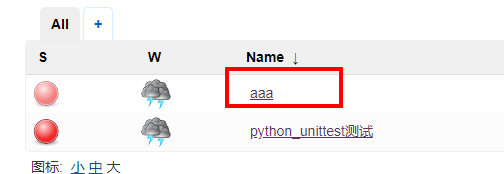 All +
S W Name ↓
aaa
python_unittest测试
图标: 小 中 大